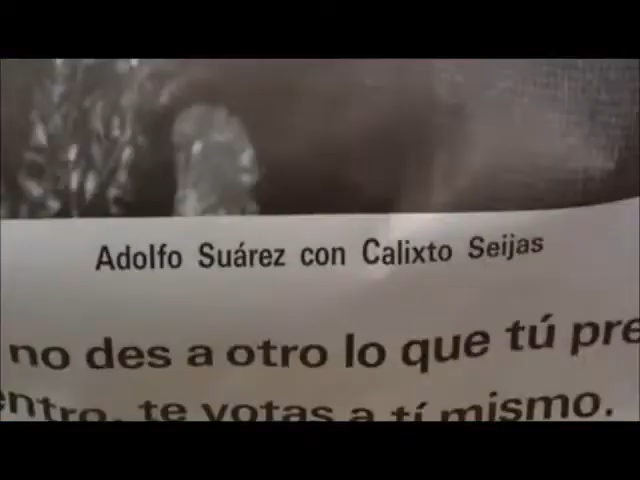 Adolfo Suárez con Calixto Seijas
no des a otro lo que tú pre
entro, te votas a tí mismo.